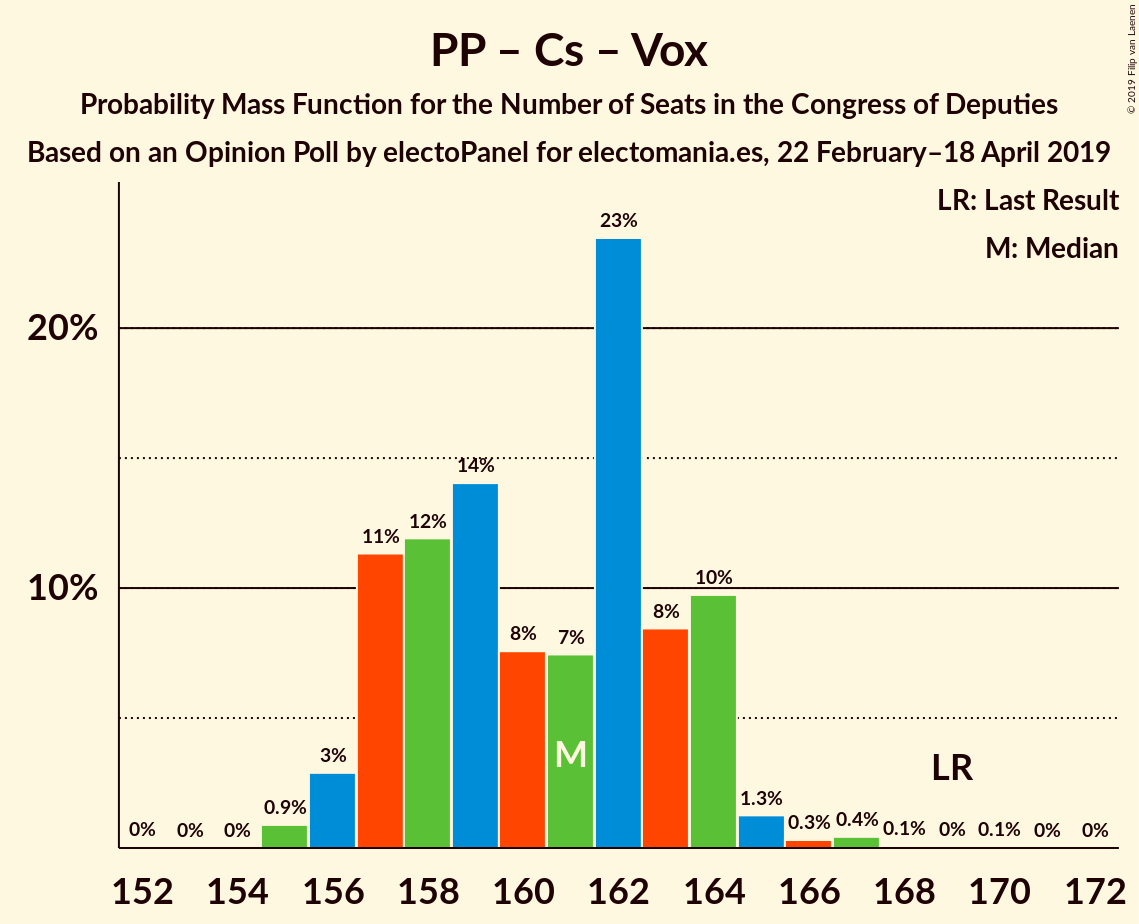 PP – Cs – Vox
Probability Mass Function for the Number of Seats in the Congress of Deputies
Based on an Opinion Poll by electoPanel for electomania.es, 22 February–18 April 2019
© 2019 Filip van Laenen
LR: Last Result
M: Median
20%
10%
0%
0%
0%
0.9%
3%
11%
12%
14%
8%
7%
23%
8%
10%
1.3%
0.3%
0.4%
0.1%
0%
0.1%
0%
0%
M
LR
152 154 156 158 160 162 164 166 168 170 172